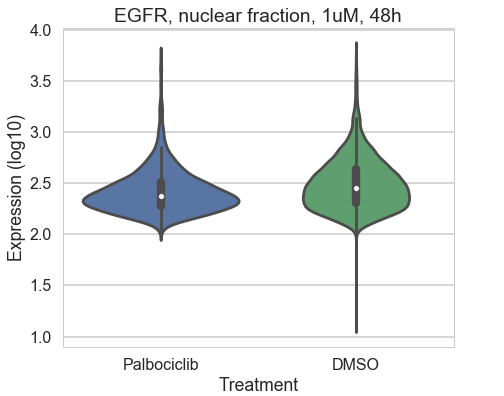 EGFR, nuclear fraction, 1uM, 48h
4.0
3.5
3.0
2.5
2.0
1.5
1.0
Expression (log10)
Palbociclib DMSO
Treatment